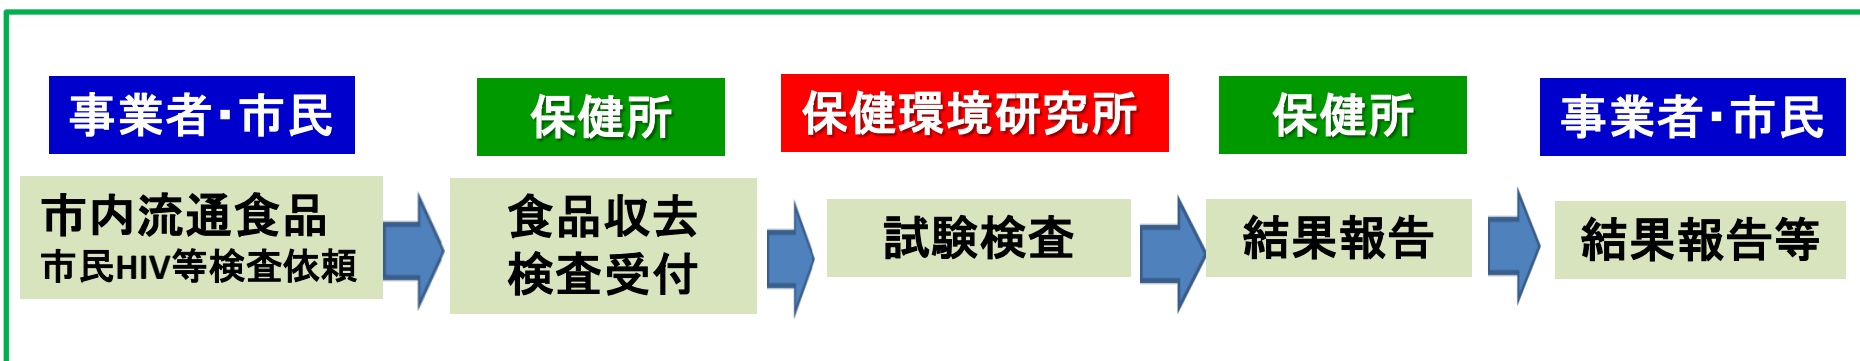 事業者・市民
市内流通食品
市民HIV等検査依頼
保健所
食品収去
検査受付
保健環境研究所
試験検査
保健所
結果報告
事業者・市民
結果報告等